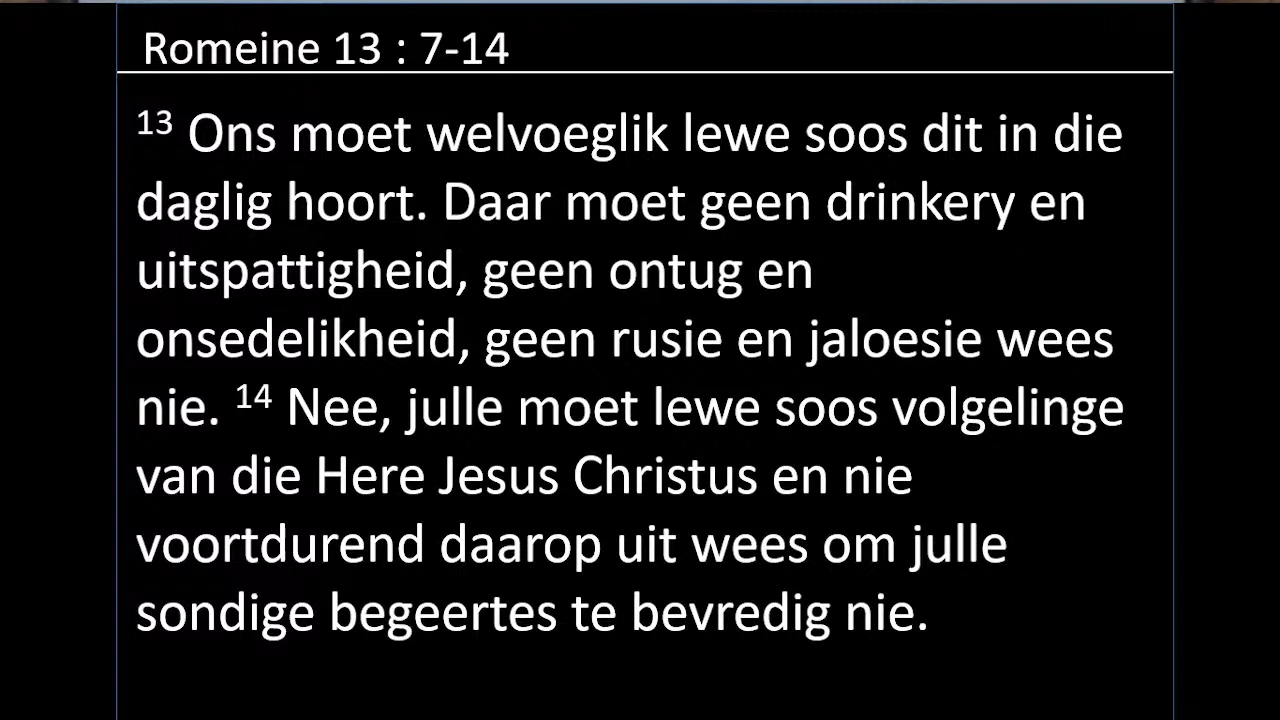 Romeine 13 : 7-14
13 Ons moet welvoeglik lewe soos dit in die
daglig hoort. Daar moet geen drinkery en
uitspattigheid, geen ontug en
onsedelikheid, geen rusie en jaloesie wees
nie. 14 Nee, julle moet lewe soos volgelinge
van die Here Jesus Christus en nie
voortdurend daarop uit wees om julle
sondige begeertes te bevredig nie.